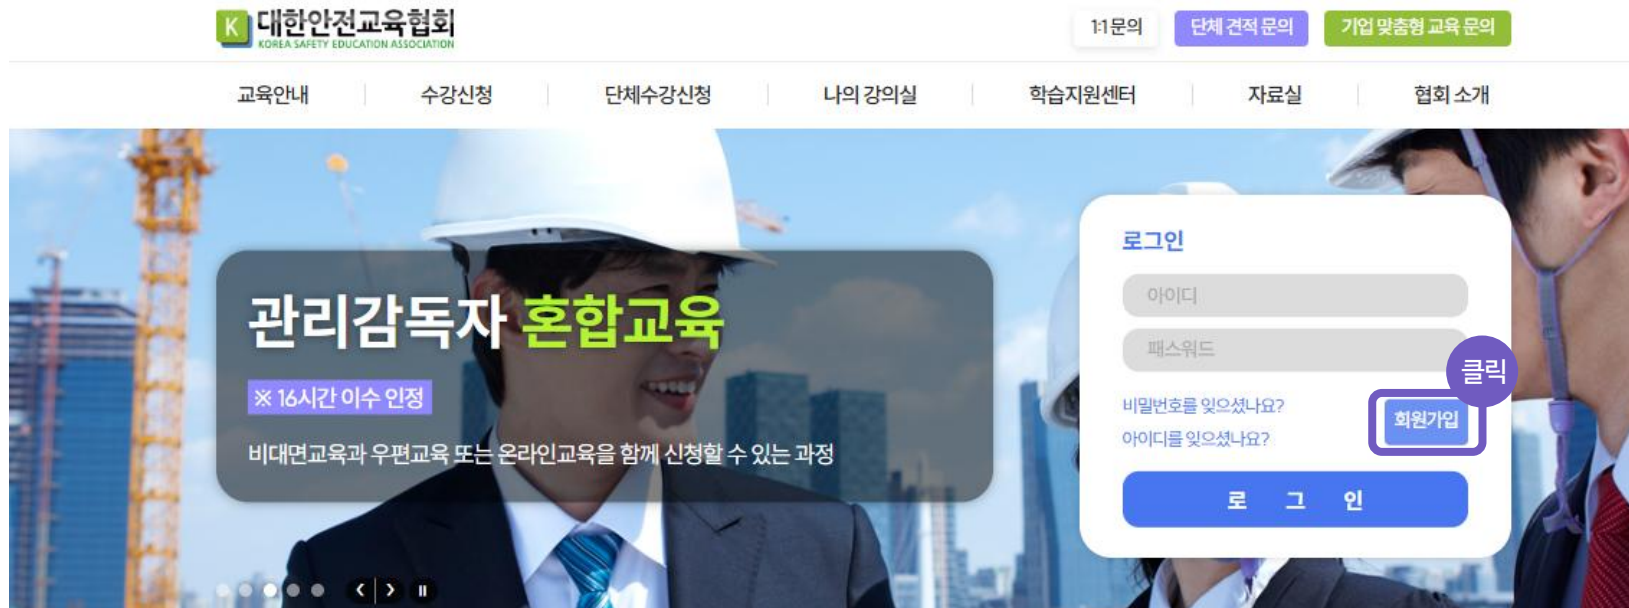 K 대한안전교육협회
KOREA SAFETY EDUCATION ASSOCIATION
1:1 문의
단체 견적 문의
기업 맞춤형 교육 문의
교육안내
수강신청
단체수강신청
나의 강의실
학습지원센터
자료실
협회 소개
관리감독자 혼합교육
※ 16시간 이수 인정
비대면교육과 우편교육 또는 온라인교육을 함께 신청할 수 있는 과정
로그인
아이디
패스워드
클릭
비밀번호를 잊으셨나요?
아이디를 잊으셨나요?
회원가입
로 그 인